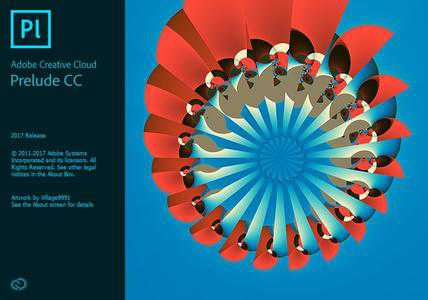 Pl
Adobe Creative Cloud
Prelude CC
2017 Release
© 2011-2017 Adobe Systems
Incorporated and its licensors. All
Rights Reserved. See other legal
notices in the About Box.
Artwork by Village9991
See the About screen for details